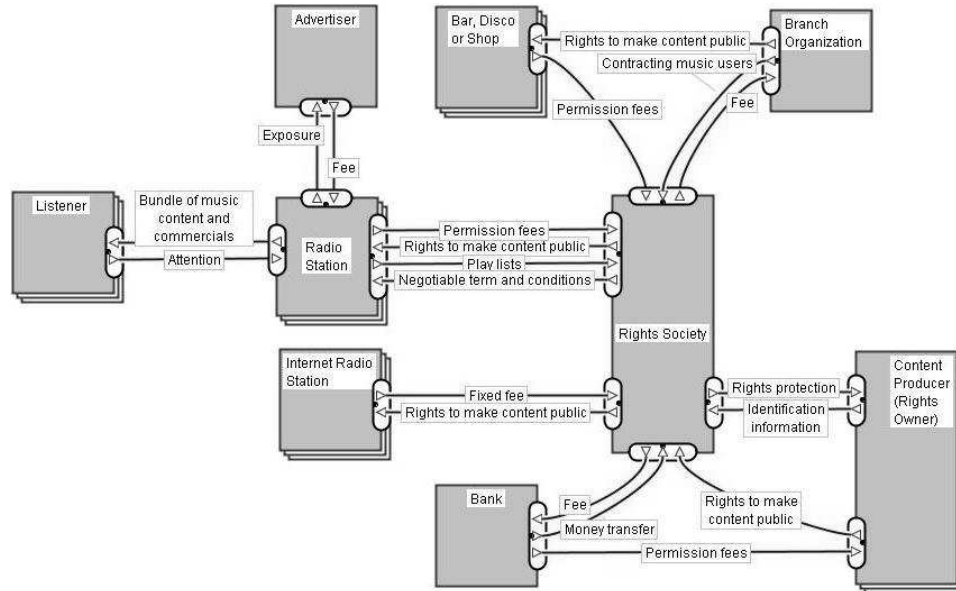 Advertiser
Bar, Disco
or Shop
Rights to make content public
Contracting music users
Branch
Organization
Fee
Permission fees
Exposure
Fee
Listener
Bundle of music
content and
commercials
Attention
Radio
Station
Permission fees
Rights to make content public
Play lists
Negotiable term and conditions
Rights Society
Internet Radio
Station
Fixed fee
Rights to make content public
Rights protection
Identification
information
Content
Producer
(Rights
Owner)
Bank
Fee
Money transfer
Permission fees
Rights to make
content public